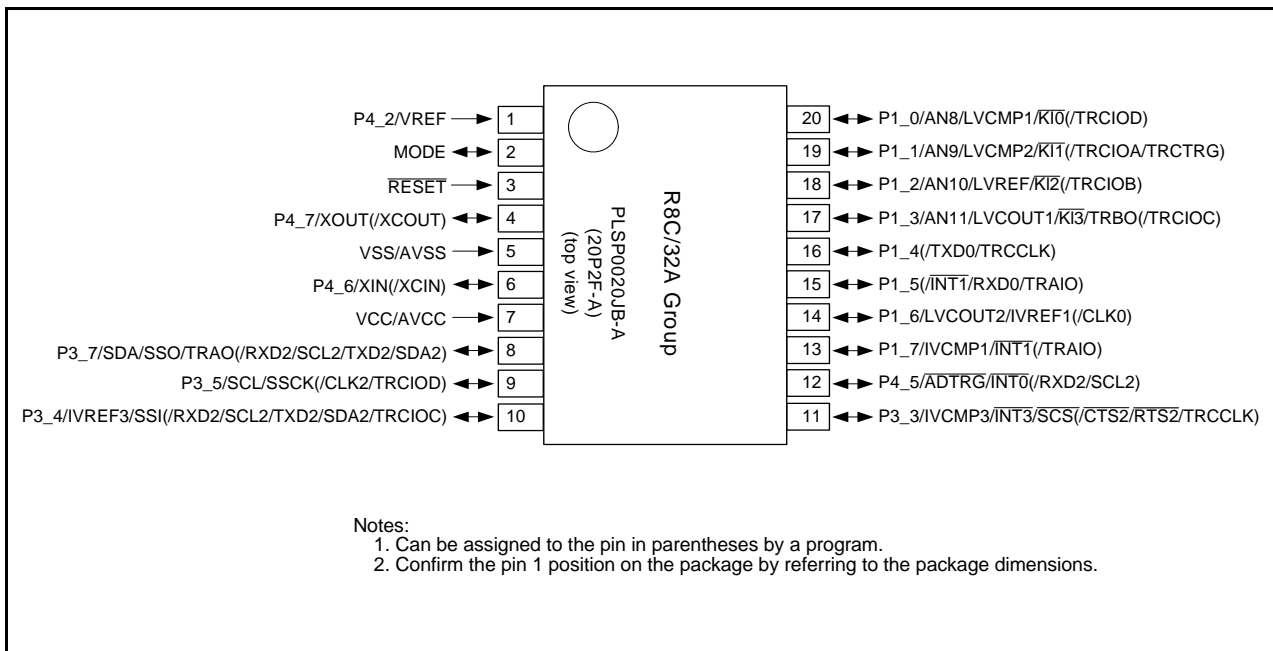 P4_2/VREF
1
MODE
2
RESET
3
P4_7/XOUT(/XCOUT)
4
VSS/AVSS
5
P4_6/XIN(/XCIN)
6
VCC/AVCC
7
P3_7/SDA/SSO/TRAO(/RXD2/SCL2/TXD2/SDA2)
8
P3_5/SCL/SSCK(/CLK2/TRCIOD)
9
P3_4/IVREF3/SSI(/RXD2/SCL2/TXD2/SDA2/TRCIOC)
10
R8C/32A Group
PLSP0020JB-A
(20P2F-A)
(top view)
20
P1_0/AN8/LVCMP1/KI0(/TRCIOD)
19
P1_1/AN9/LVCMP2/KI1(/TRCIOA/TRCTRG)
18
P1_2/AN10/LVREF/KI2(/TRCIOB)
17
P1_3/AN11/LVCOUT1/KI3/TRBO(/TRCIOC)
16
P1_4(/TXD0/TRCCLK)
15
P1_5(/INT1/RXD0/TRAIO)
14
P1_6/LVCOUT2/IVREF1(/CLK0)
13
P1_7/IVCMP1/INT1(/TRAIO)
12
P4_5/ADTRG/INT0(/RXD2/SCL2)
11
P3_3/IVCMP3/INT3/SCS(/CTS2/RTS2/TRCCLK)
Notes:
1. Can be assigned to the pin in parentheses by a program.
2. Confirm the pin 1 position on the package by referring to the package dimensions.